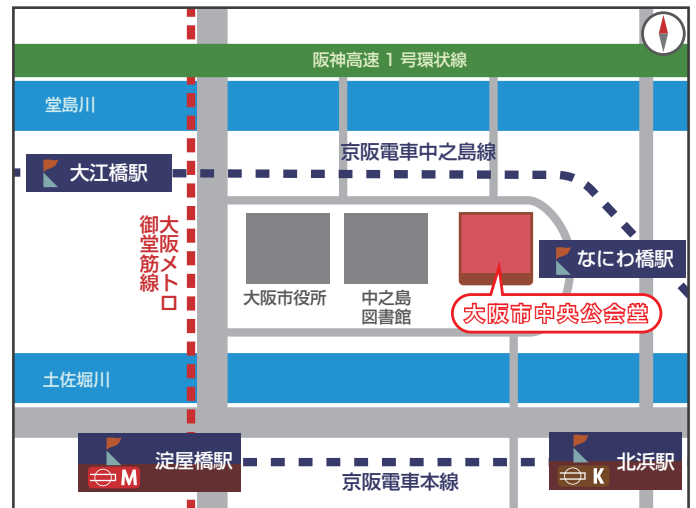 阪神高速 1 号環状線
堂島川
京阪電車中之島線
大江橋駅
大阪メトロ
御堂筋線
なにわ橋駅
大阪市役所
中之島
図書館
大阪市中央公会堂
土佐堀川
淀屋橋駅
M
北浜駅
K
京阪電車本線